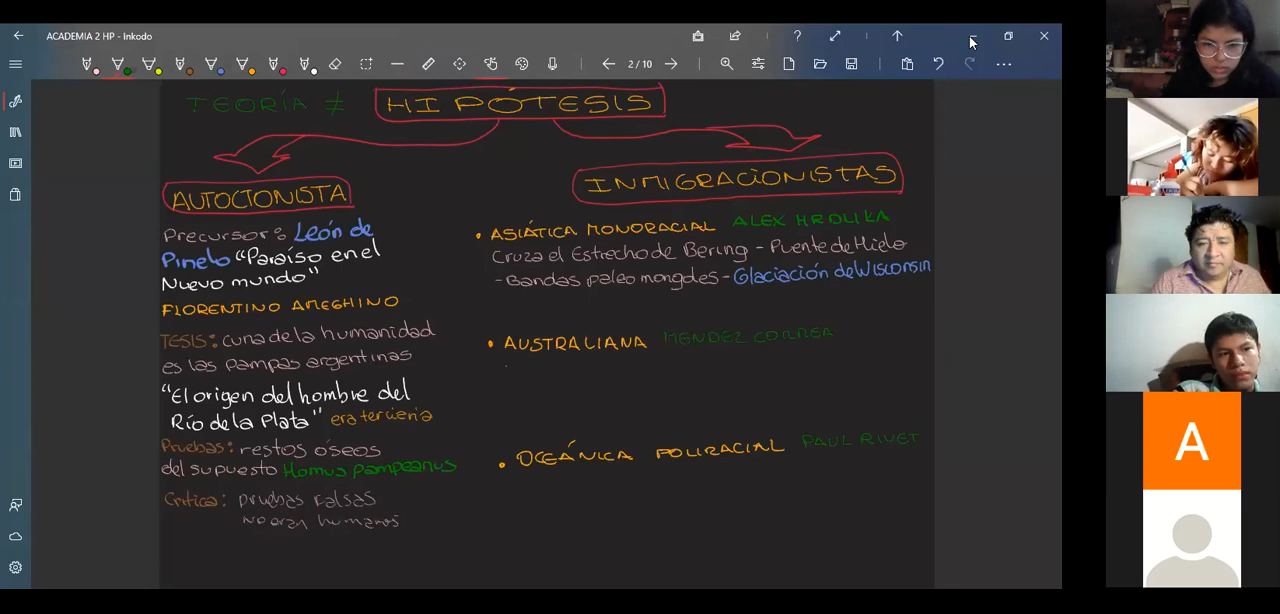 ACADEMIA 2 HP - Inkodo
2 / 10
TEORÍA ≠ HIPÓTESIS
AUTOCTONISTA
Precursor: León de
Pinelo "Paraíso en el
Nuevo mundo"
FLORENTINO AMEGHINO
TESIS: cuna de la humanidad
es las pampas argentinas
"El origen del hombre del
Río de la Plata" era tercieria
Pruebas: restos óseos
del supuesto Homus pampeanus
Crítica: pruebas falsas
no eran humanos
INMIGRACIONISTAS
• ASIÁTICA MONORACIAL ALEX HRDLIKA
Cruza el Estrecho de Bering - Puente de Hielo
- Bandas paleo mongoles - Glaciación de WISCONSIN
• AUSTRALIANA MENDEZ CORREA
• OCEÁNICA POLIRACIAL PAUL RIVET
A